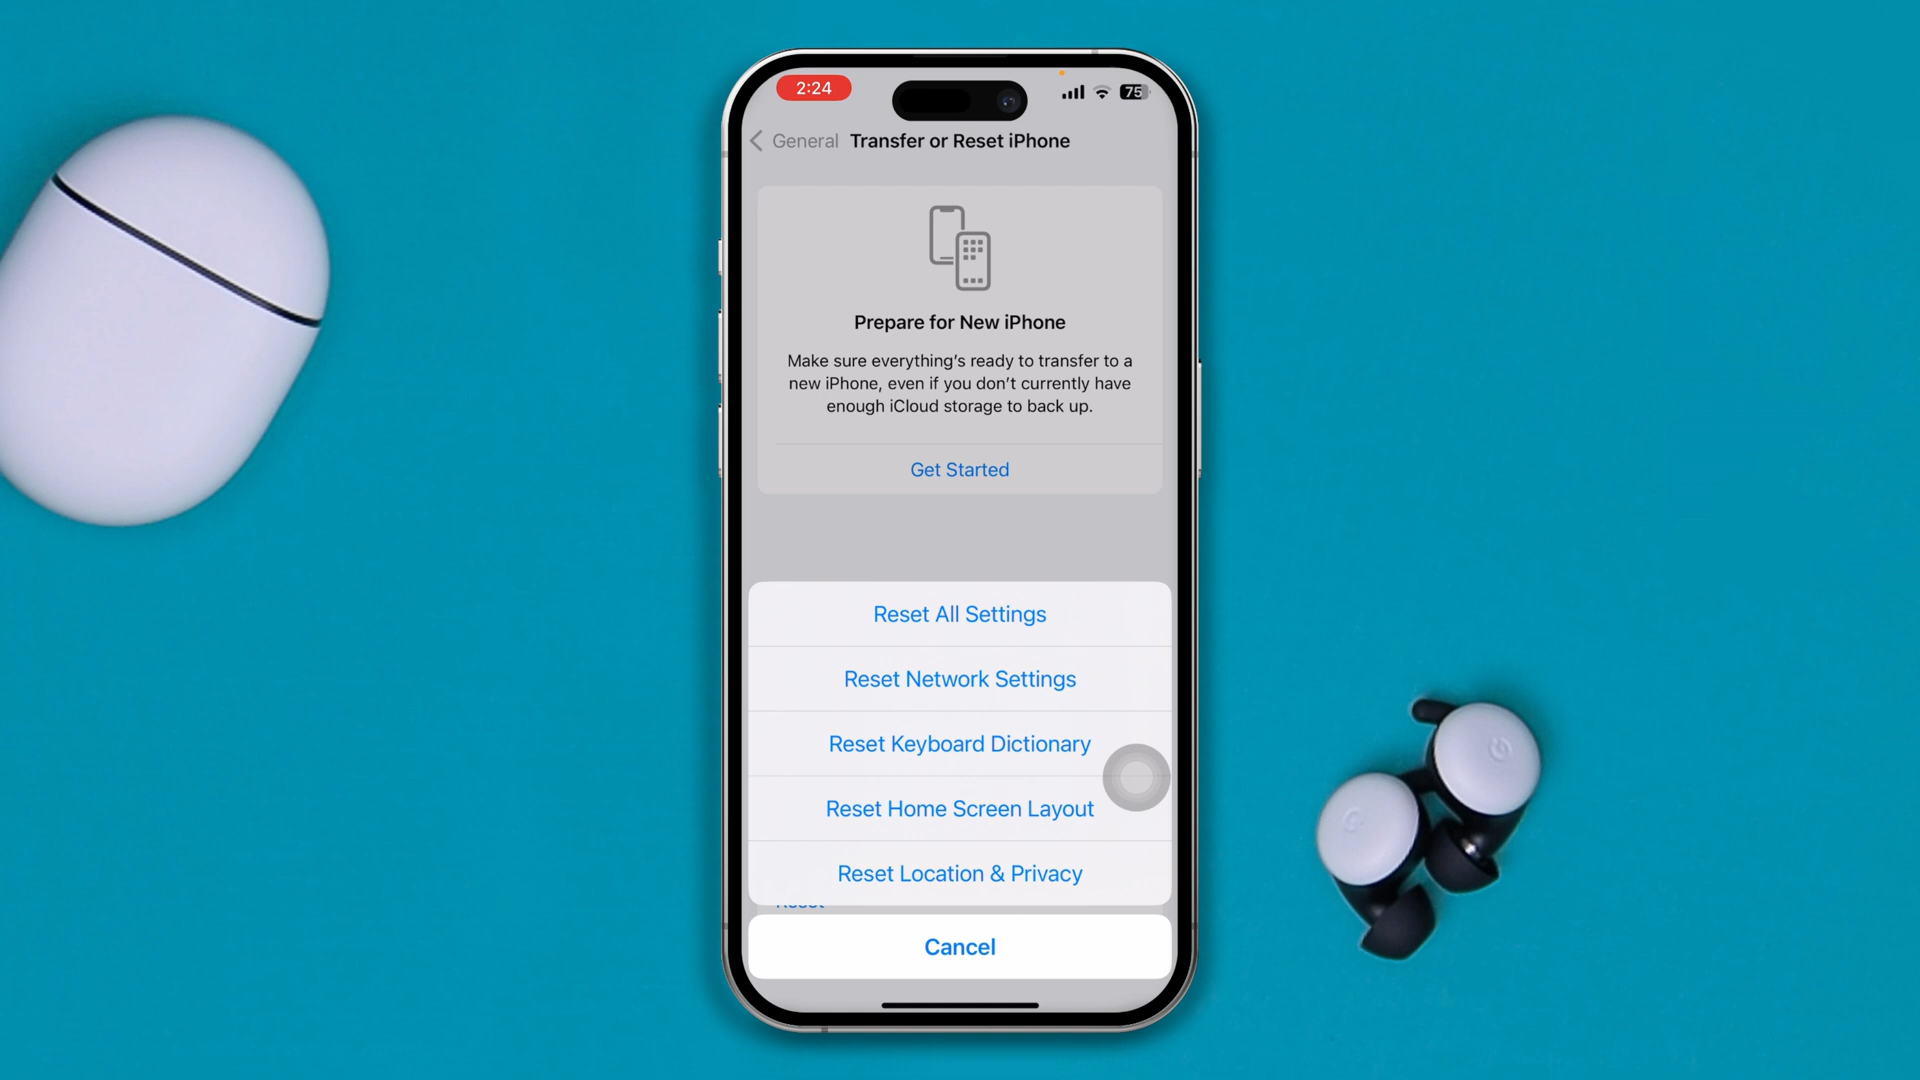 2:24
75
General Transfer or Reset iPhone
Prepare for New iPhone
Make sure everything's ready to transfer to a
new iPhone, even if you don't currently have
enough iCloud storage to back up.
Get Started
Reset All Settings
Reset Network Settings
Reset Keyboard Dictionary
Reset Home Screen Layout
Reset Location & Privacy
Reset
Cancel